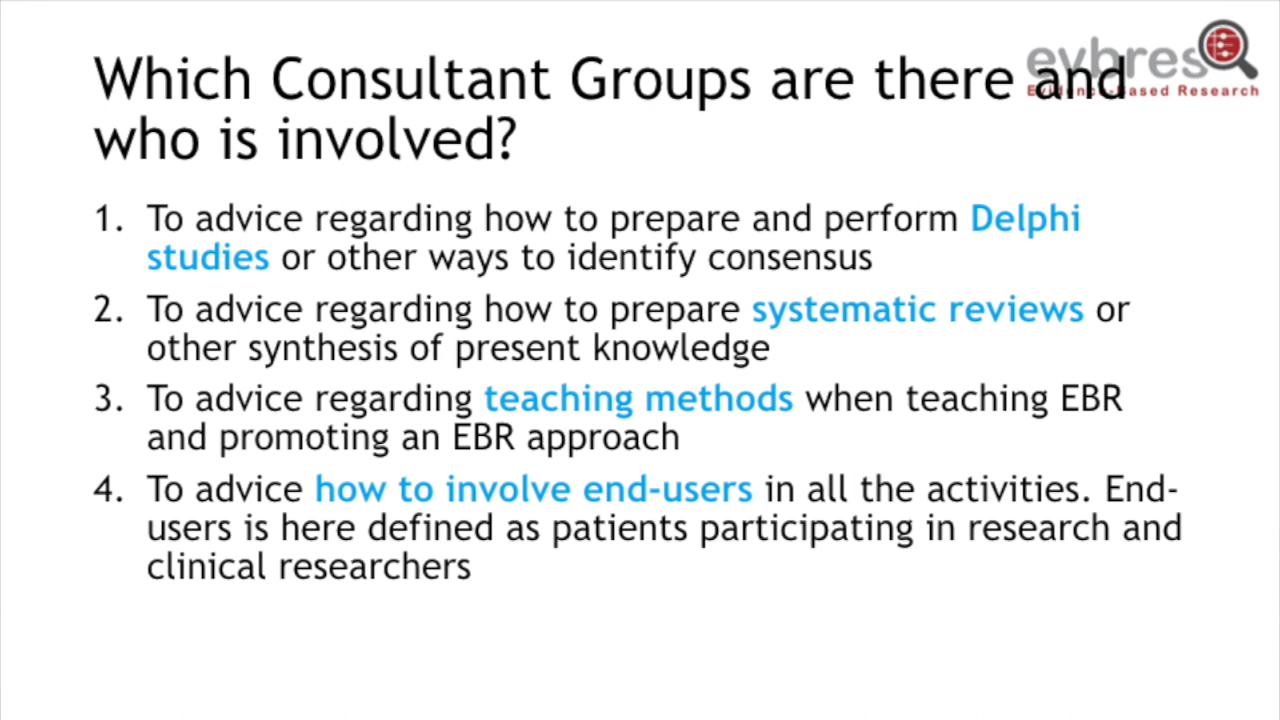 Which Consultant Groups are there and
who is involved?
evbres
Evidence-Based Research
1. To advice regarding how to prepare and perform Delphi
studies or other ways to identify consensus
2. To advice regarding how to prepare systematic reviews or
other synthesis of present knowledge
3. To advice regarding teaching methods when teaching EBR
and promoting an EBR approach
4. To advice how to involve end-users in all the activities. End-
users is here defined as patients participating in research and
clinical researchers